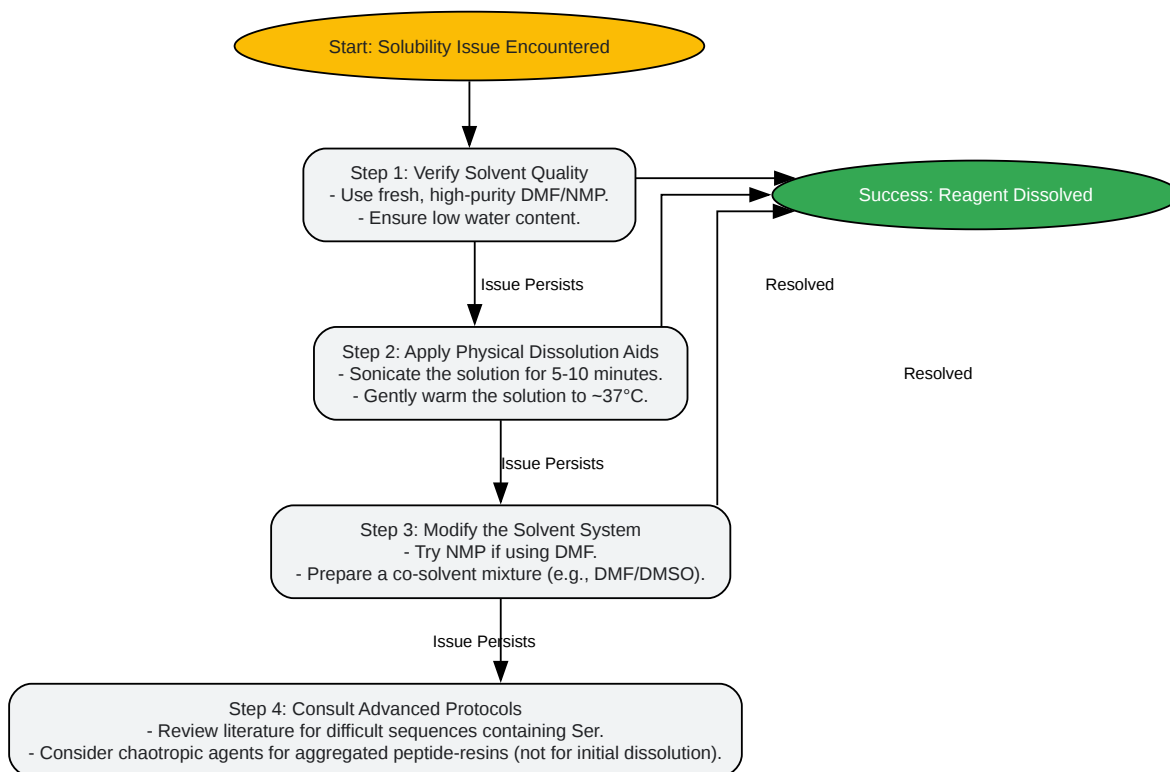 Start: Solubility Issue Encountered
Step 1: Verify Solvent Quality
- Use fresh, high-purity DMF/NMP.
- Ensure low water content.
Success: Reagent Dissolved
Issue Persists
Resolved
Step 2: Apply Physical Dissolution Aids
- Sonicate the solution for 5-10 minutes.
- Gently warm the solution to ~37°C.
Resolved
Issue Persists
Step 3: Modify the Solvent System
- Try NMP if using DMF.
- Prepare a co-solvent mixture (e.g., DMF/DMSO).
Issue Persists
Step 4: Consult Advanced Protocols
- Review literature for difficult sequences containing Ser.
- Consider chaotropic agents for aggregated peptide-resins (not for initial dissolution).